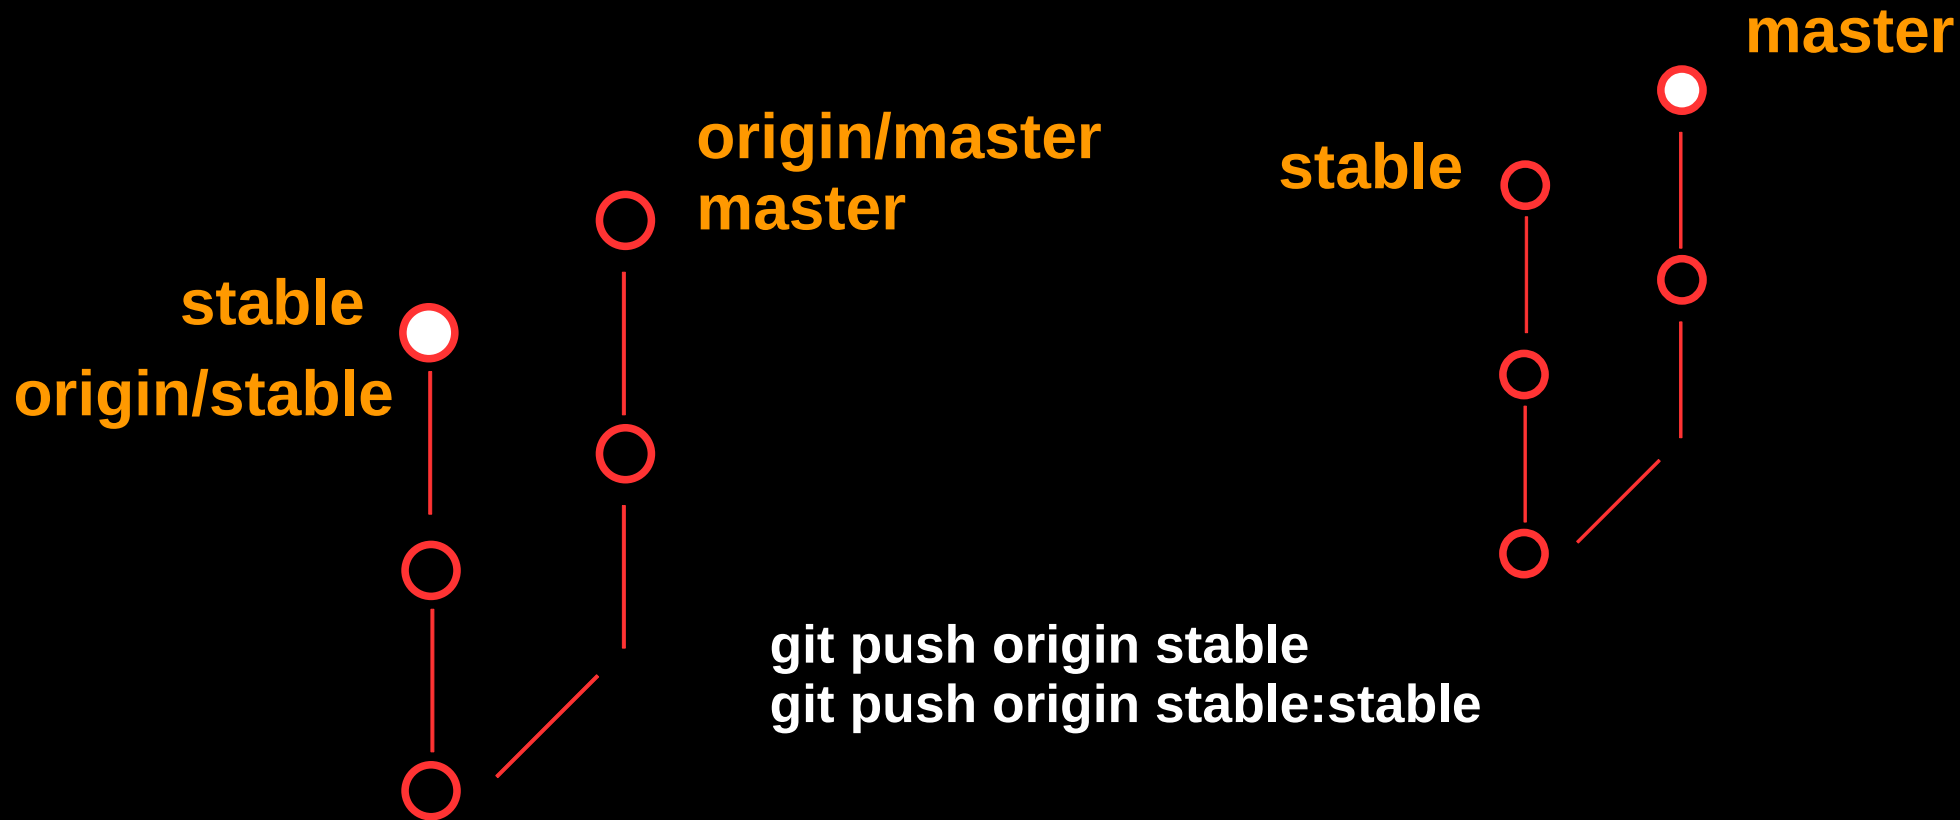 master
origin/master
master
stable
stable
origin/stable
git push origin stable
git push origin stable:stable